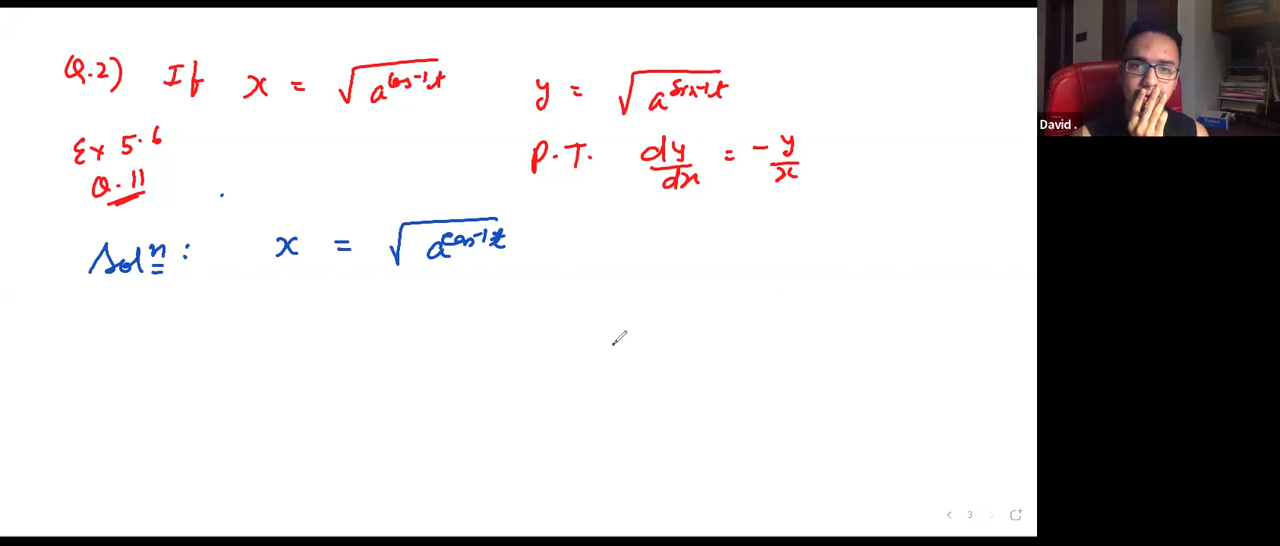 Q.2) If x = √a^cos⁻¹t y = √a^sin⁻¹t
Ex 5.6
Q.11
P.T. dy/dx = -y/x
Solⁿ: x = √a^cos⁻¹t
David .
3